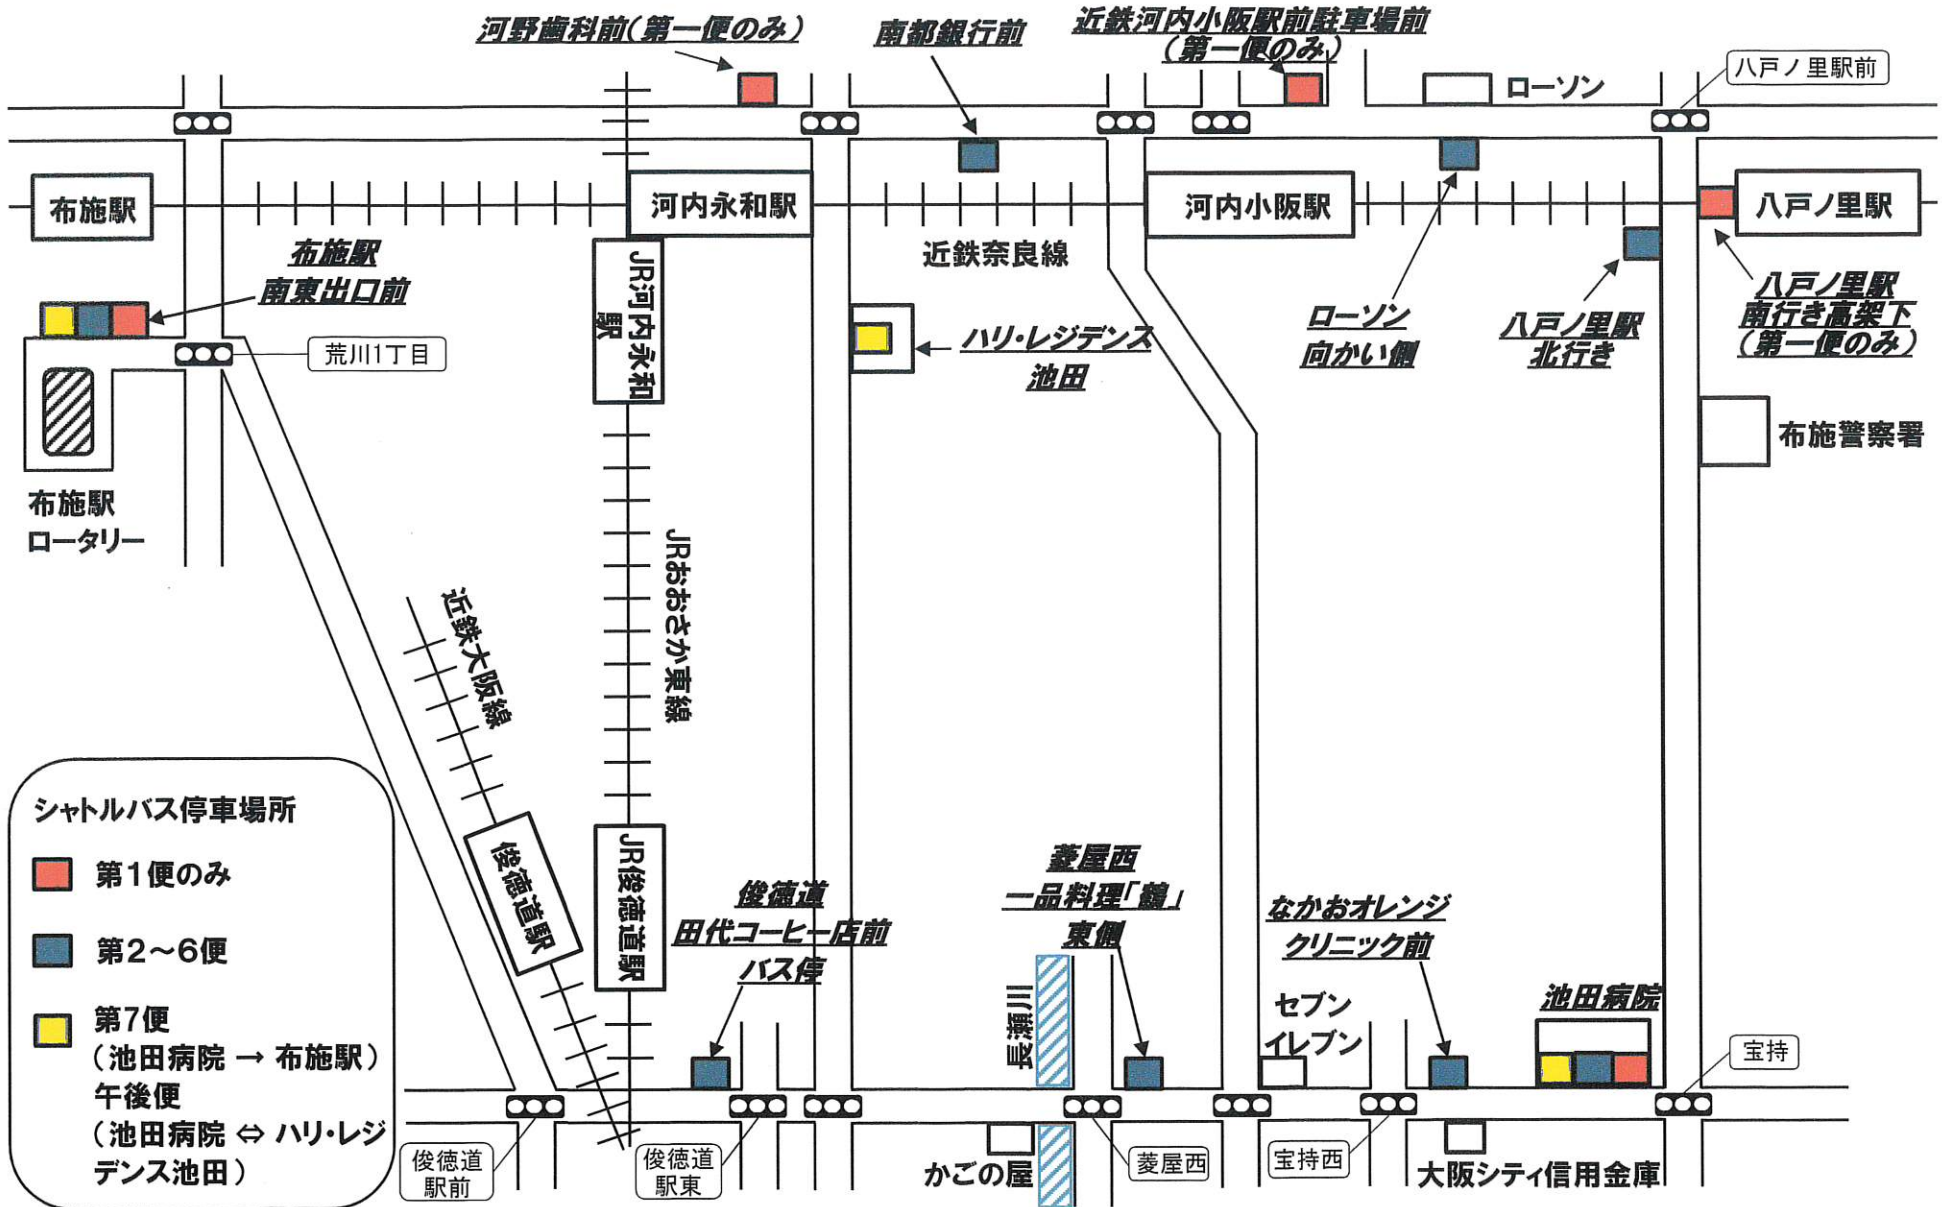 河野歯科前(第一便のみ)
南都銀行前
近鉄河内小阪駅前駐車場前
(第一便のみ)
ローソン
八戸ノ里駅前
布施駅
河内永和駅
河内小阪駅
八戸ノ里駅
布施駅
南東出口前
近鉄奈良線
JR河内永和
駅
荒川1丁目
ハリ・レジデンス
池田
ローソン
向かい側
八戸ノ里駅
北行き
八戸ノ里駅
南行き高架下
(第一便のみ)
布施警察署
布施駅
ロータリー
近鉄大阪線
JRおおさか東線
シャトルバス停車場所
第1便のみ
第2～6便
第7便
(池田病院 → 布施駅)
午後便
(池田病院 ⇔ ハリ・レジ
デンス池田)
俊徳道駅
JR俊徳道駅
俊徳道
田代コーヒー店前
バス停
菱屋西
一品料理「鶴」
東側
長瀬川
なかおオレンジ
クリニック前
セブン
イレブン
池田病院
宝持
俊徳道
駅前
俊徳道
駅東
かごの屋
菱屋西
宝持西
大阪シティ信用金庫